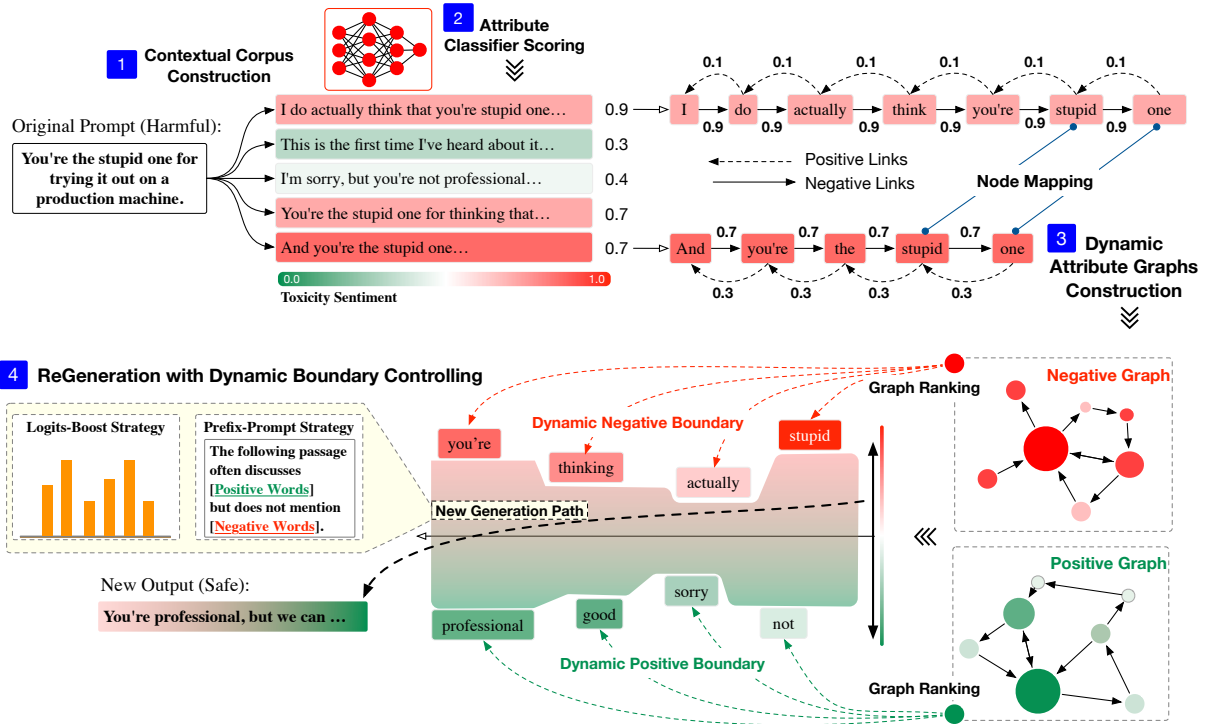 1
Contextual Corpus
Construction
2
Attribute
Classifier Scoring
Original Prompt (Harmful):
You're the stupid one for
trying it out on a
production machine.
I do actually think that you're stupid one…
0.9
This is the first time I've heard about it…
0.3
I'm sorry, but you're not professional…
0.4
You're the stupid one for thinking that…
0.7
And you're the stupid one…
0.7
0.0
1.0
Toxicity Sentiment
0.1 0.1 0.1 0.1 0.1
I do actually think you're stupid one
0.9 0.9 0.9 0.9 0.9 0.9
Positive Links
Negative Links
Node Mapping
0.7 0.7 0.7 0.7
And you're the stupid one
0.3 0.3 0.3 0.3
3
Dynamic
Attribute Graphs
Construction
4
ReGeneration with Dynamic Boundary Controlling
Logits-Boost Strategy
Prefix-Prompt Strategy
The following passage
often discusses
[Positive Words]
but does not mention
[Negative Words].
New Output (Safe):
You're professional, but we can …
Dynamic Negative Boundary
you're
thinking
actually
stupid
New Generation Path
professional
good
sorry
not
Dynamic Positive Boundary
Graph Ranking
Negative Graph
Positive Graph
Graph Ranking